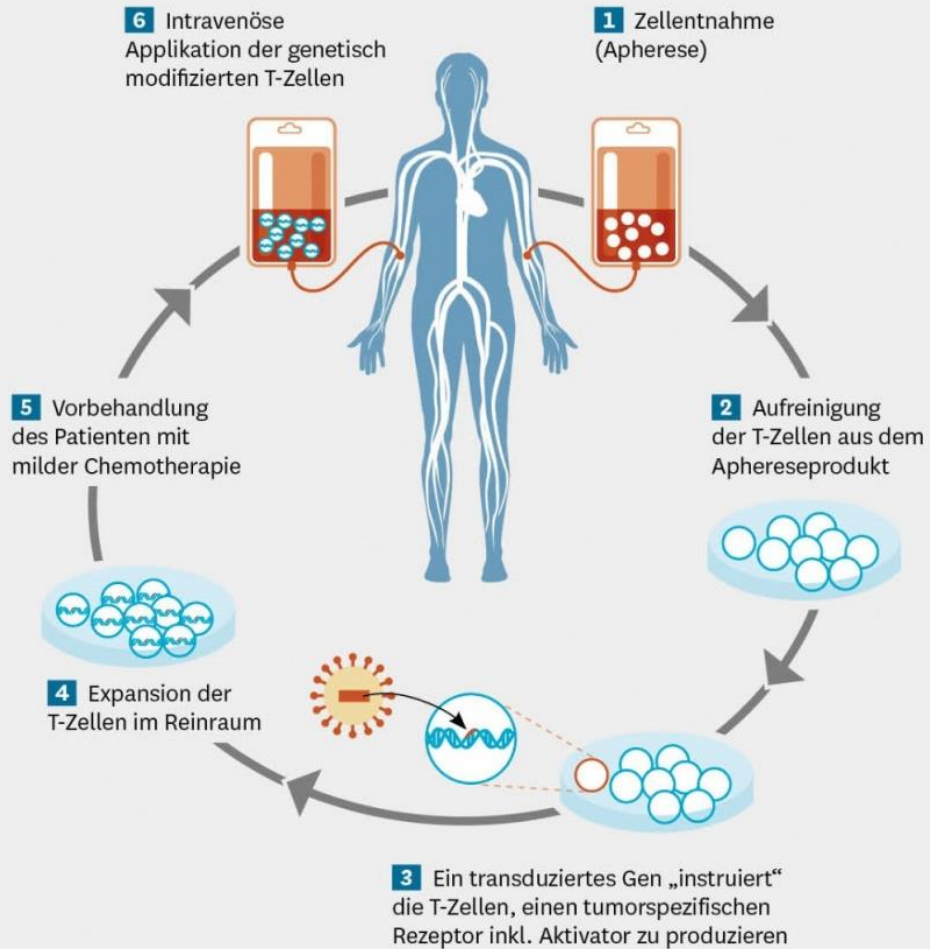 1 Zellentnahme
(Apherese)
2 Aufreinigung
der T-Zellen aus dem
Aphereseprodukt
3 Ein transduziertes Gen „instruiert“
die T-Zellen, einen tumorspezifischen
Rezeptor inkl. Aktivator zu produzieren
4 Expansion der
T-Zellen im Reinraum
5 Vorbehandlung
des Patienten mit
milder Chemotherapie
6 Intravenöse
Applikation der genetisch
modifizierten T-Zellen